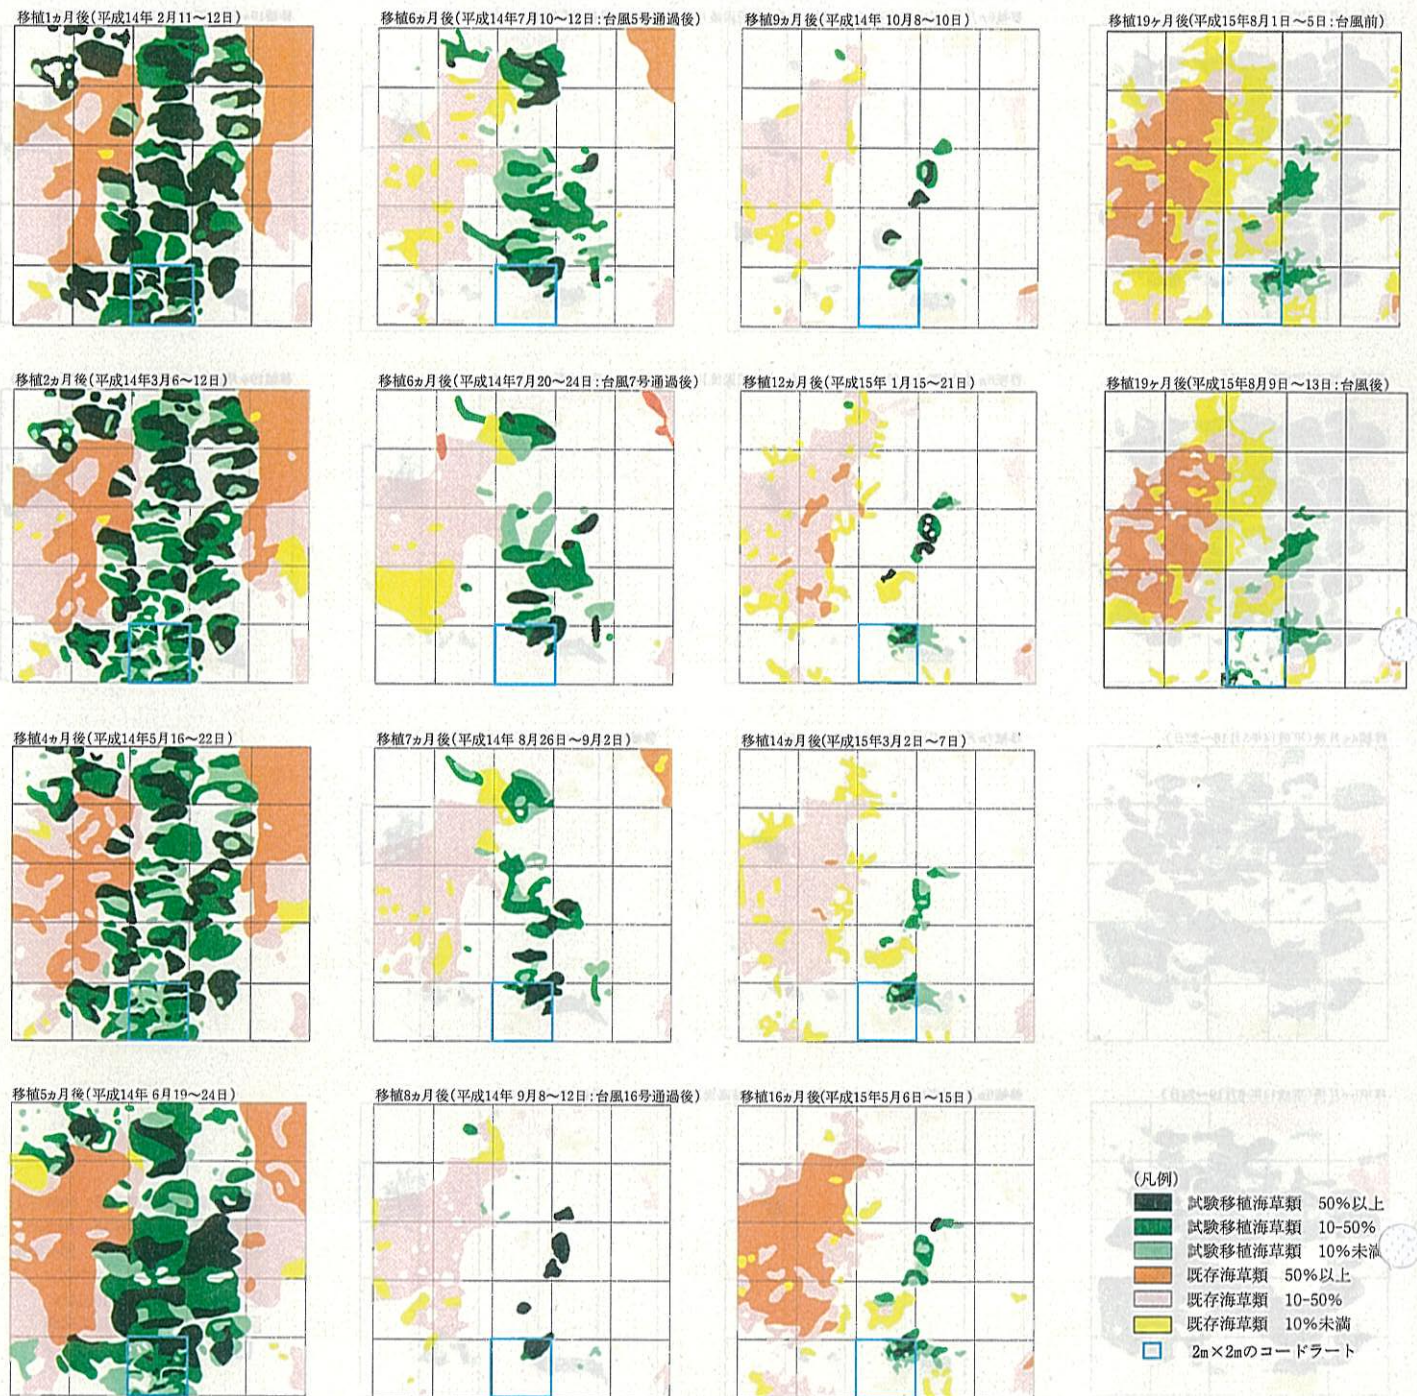 移植1ヵ月後(平成14年 2月11~12日)
移植6ヵ月後(平成14年7月10~12日:台風5号通過後)
移植9ヵ月後(平成14年 10月8~10日)
移植19ヶ月後(平成15年8月1日~5日:台風前)
移植2ヵ月後(平成14年3月6~12日)
移植6ヵ月後(平成14年7月20~24日:台風7号通過後)
移植12ヵ月後(平成15年 1月15~21日)
移植19ヶ月後(平成15年8月9日~13日:台風後)
移植4ヵ月後(平成14年5月16~22日)
移植7ヵ月後(平成14年 8月26日~9月2日)
移植14ヵ月後(平成15年3月2日~7日)
移植5ヵ月後(平成14年 6月19~24日)
移植8ヵ月後(平成14年 9月8~12日:台風16号通過後)
移植16ヵ月後(平成15年5月6日~15日)
(凡例)
試験移植海草類 50%以上
試験移植海草類 10-50%
試験移植海草類 10%未満
既存海草類 50%以上
既存海草類 10-50%
既存海草類 10%未満
2m×2mのコードラート